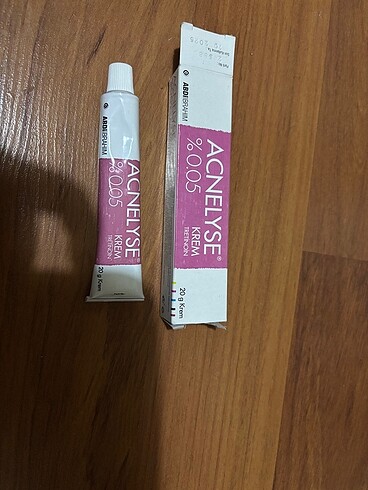 ABDİİBRAHİM
ACNELYSE®
%0.05
KREM
TRETİNOİN
20 g Krem
ABDİİBRAHİM
ACNELYSE®
%0.05
KREM
TRETİNOİN
20 g Krem